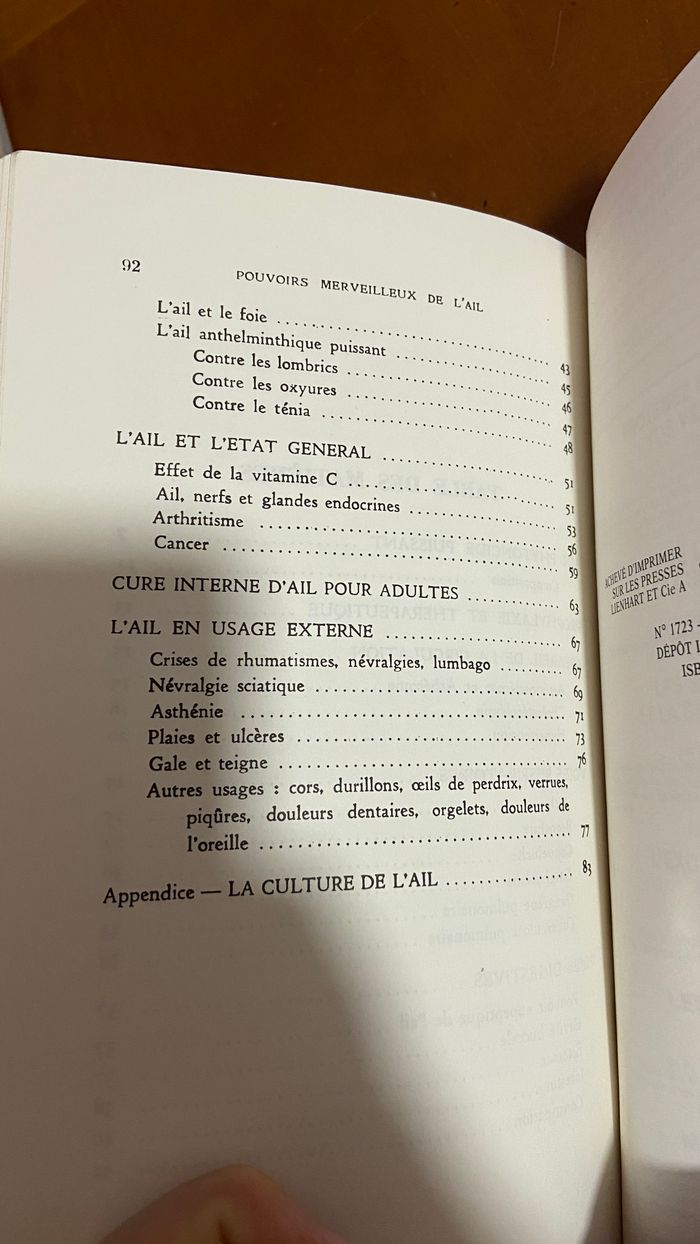 92
POUVOIRS MERVEILLEUX DE L'AIL
L'ail et le foie .......... 43
L'ail anthelminthique puissant .......... 45
Contre les lombrics .......... 46
Contre les oxyures .......... 47
Contre le ténia .......... 48
L'AIL ET L'ETAT GENERAL .......... 51
Effet de la vitamine C .......... 51
Ail, nerfs et glandes endocrines .......... 53
Arthritisme .......... 56
Cancer .......... 59
CURE INTERNE D'AIL POUR ADULTES .......... 63
L'AIL EN USAGE EXTERNE .......... 67
Crises de rhumatismes, névralgies, lumbago .......... 67
Névralgie sciatique .......... 69
Asthénie .......... 71
Plaies et ulcères .......... 73
Gale et teigne .......... 76
Autres usages : cors, durillons, œils de perdrix, verrues,
piqûres, douleurs dentaires, orgelets, douleurs de
l'oreille .......... 77
Appendice — LA CULTURE DE L'AIL .......... 83
ACHEVÉ D'IMPRIMER
SUR LES PRESSES
LIENHART ET Cie A
N° 1723 -
DÉPÔT L
ISB